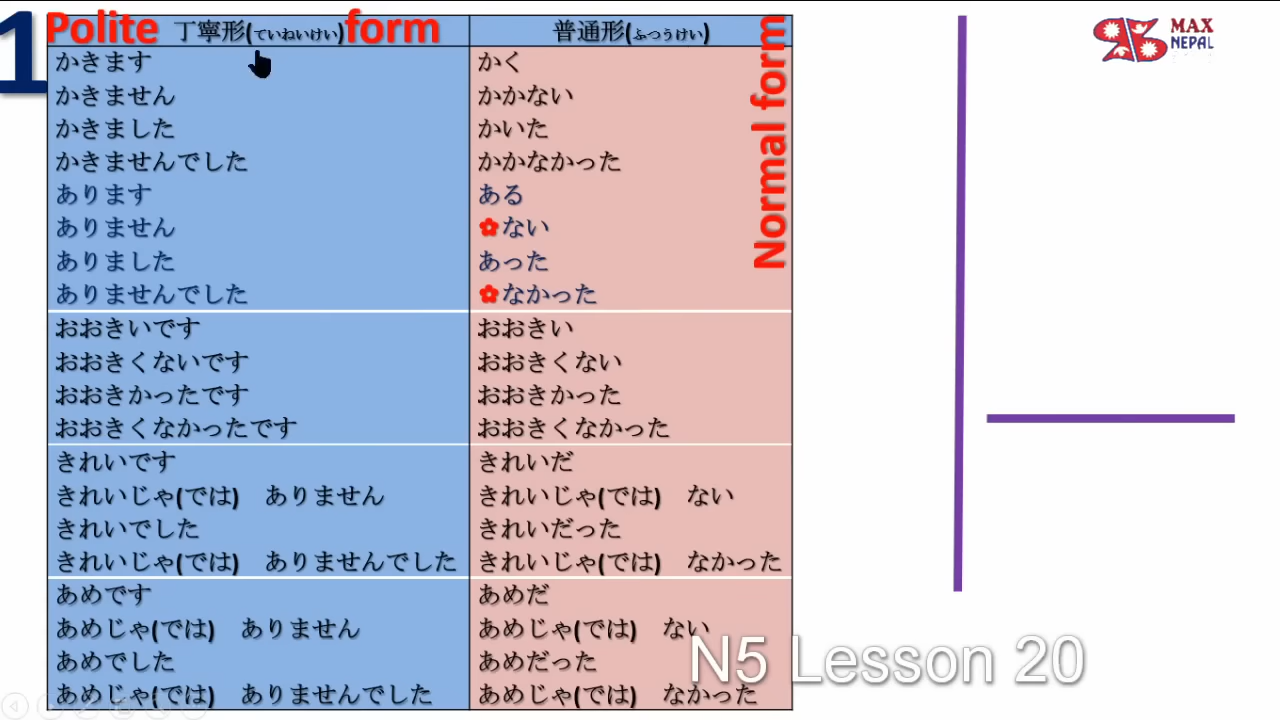 1
Polite 丁寧形(ていねいけい)form 普通形(ふつうけい)
Normal form
MAX
NEPAL
かきます かく
かきません かかない
かきました かいた
かきませんでした かかなかった
あります ある
ありません ✿ない
ありました あった
ありませんでした ✿なかった
おおきいです おおきい
おおきくないです おおきくない
おおきかったです おおきかった
おおきくなかったです おおきくなかった
きれいです きれいだ
きれいじゃ(では) ありません きれいじゃ(では) ない
きれいでした きれいだった
きれいじゃ(では) ありませんでした きれいじゃ(では) なかった
あめです あめだ
あめじゃ(では) ありません あめじゃ(では) ない
あめでした あめだった
あめじゃ(では) ありませんでした あめじゃ(では) なかった
N5 Lesson 20